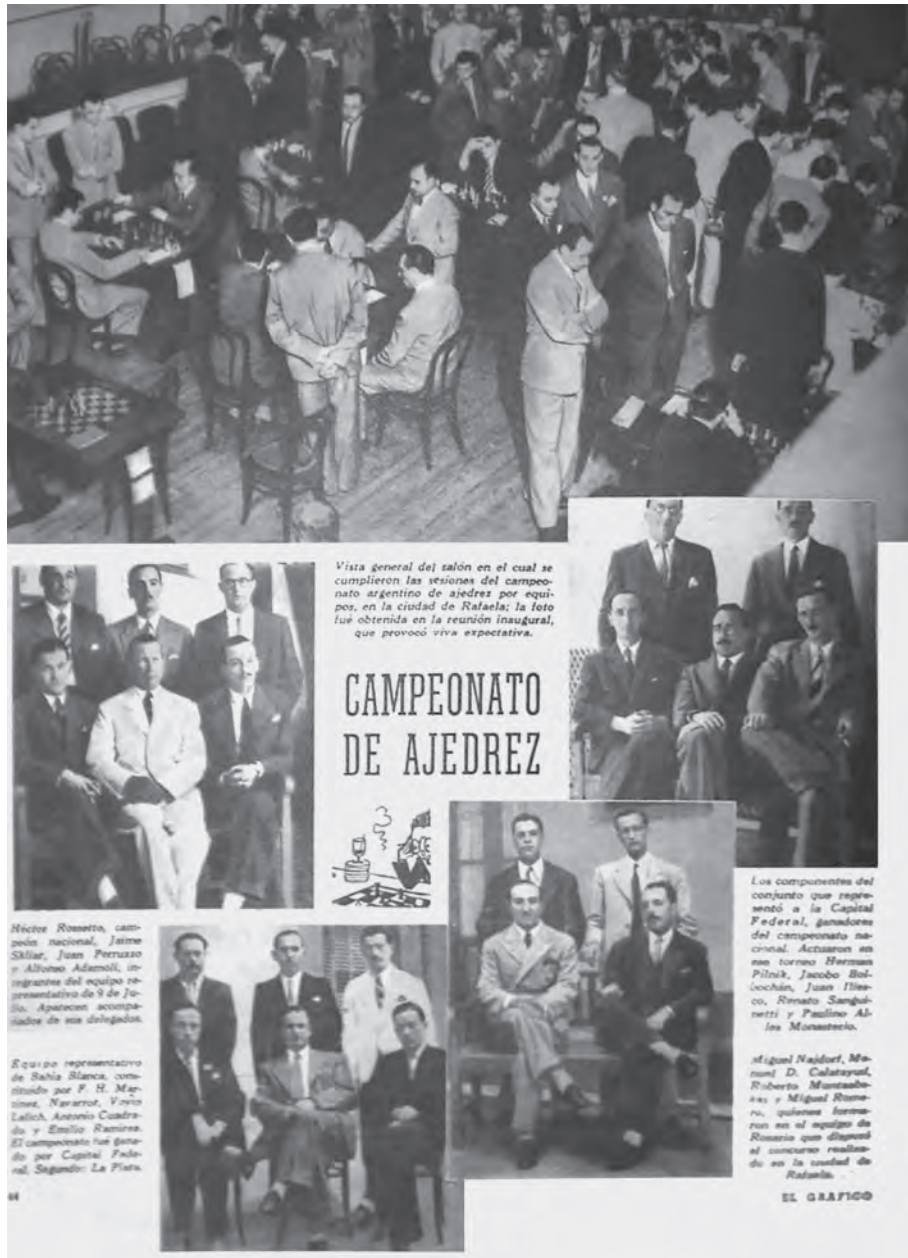 Vista general del salón en el cual se
cumplieron las sesiones del campeo-
nato argentino de ajedrez por equi-
pos, en la ciudad de Rafaela; la foto
fué obtenida en la reunión inaugural,
que provocó viva expectativa.
CAMPEONATO
DE AJEDREZ
Héctor Rossetto, cam-
peón nacional, Jaime
Skliar, Juan Perruzzo
y Alfonso Adamoli, in-
tegrantes del equipo re-
presentativo de 9 de Ju-
lio. Aparecen acompa-
ñados de sus delegados.
Equipo representativo
de Bahía Blanca, cons-
tituido por F. H. Mar-
tínez, Navarrot, Voyin
Lalich, Antonio Cuadra-
do y Emilio Ramírez.
El campeonato fué gana-
do por Capital Fede-
ral. Segundo: La Plata.
Los componentes del
conjunto que repre-
sentó a la Capital
Federal, ganadores
del campeonato na-
cional. Actuaron en
ese torneo Herman
Pilnik, Jacobo Bol-
bochán, Juan Ilies-
co, Renato Sangui-
netti y Paulino Al-
les Monasterio.
Miguel Najdorf, Ma-
nuel D. Calatayud,
Roberto
y Miguel Rome-
ro, quienes forma-
ron en el equipo de
Rosario que disputó
el concurso realiza-
do en la ciudad de
Rafaela.
EL GRAFICO